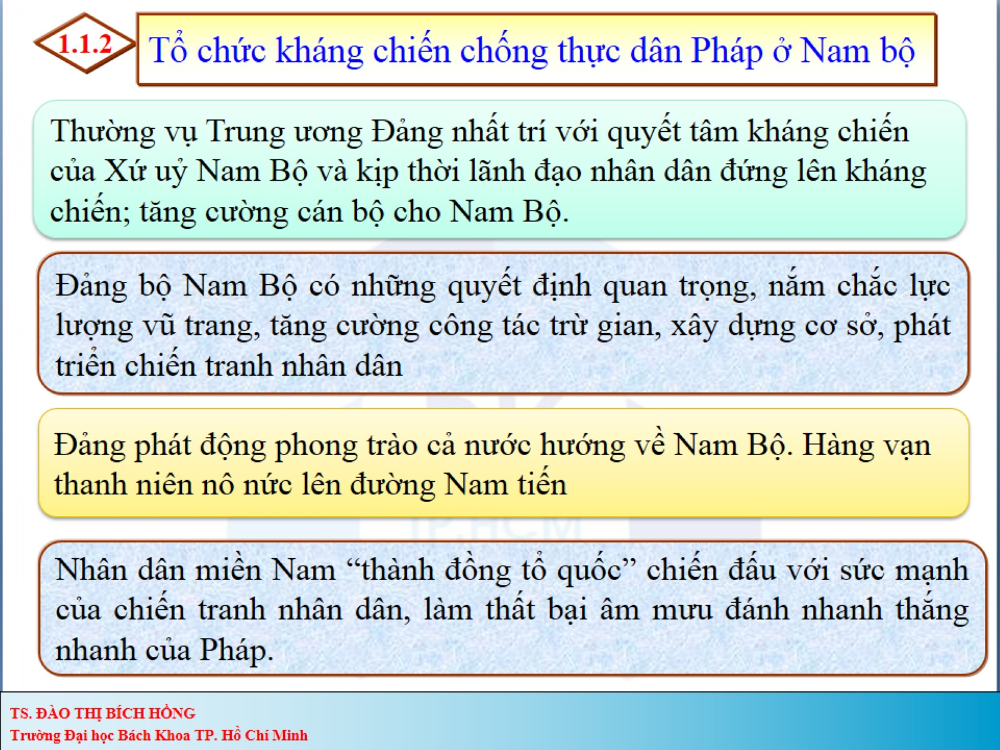 1.1.2
Tổ chức kháng chiến chống thực dân Pháp ở Nam bộ
Thường vụ Trung ương Đảng nhất trí với quyết tâm kháng chiến
của Xứ uỷ Nam Bộ và kịp thời lãnh đạo nhân dân đứng lên kháng
chiến; tăng cường cán bộ cho Nam Bộ.
Đảng bộ Nam Bộ có những quyết định quan trọng, nắm chắc lực
lượng vũ trang, tăng cường công tác trừ gian, xây dựng cơ sở, phát
triển chiến tranh nhân dân
Đảng phát động phong trào cả nước hướng về Nam Bộ. Hàng vạn
thanh niên nô nức lên đường Nam tiến
TP.HCM
Nhân dân miền Nam “thành đồng tổ quốc” chiến đấu với sức mạnh
của chiến tranh nhân dân, làm thất bại âm mưu đánh nhanh thắng
nhanh của Pháp.
TS. ĐÀO THỊ BÍCH HỒNG
Trường Đại học Bách Khoa TP. Hồ Chí Minh